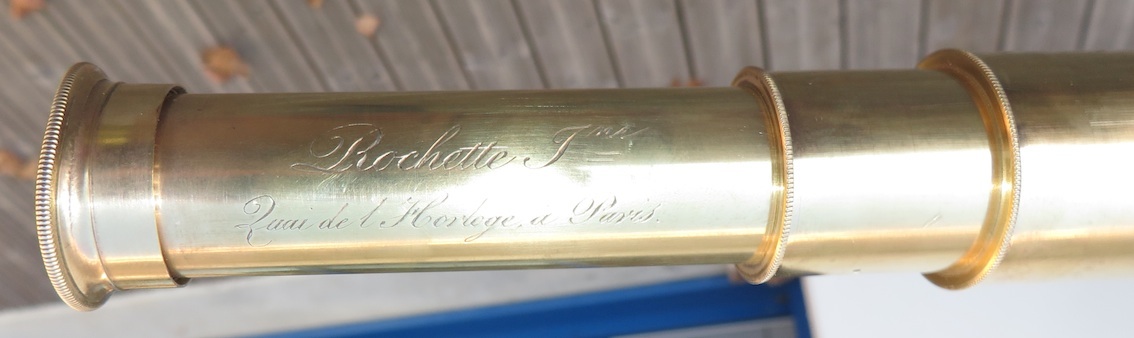 Rochette Jne
Quai de l'Horloge, à Paris.